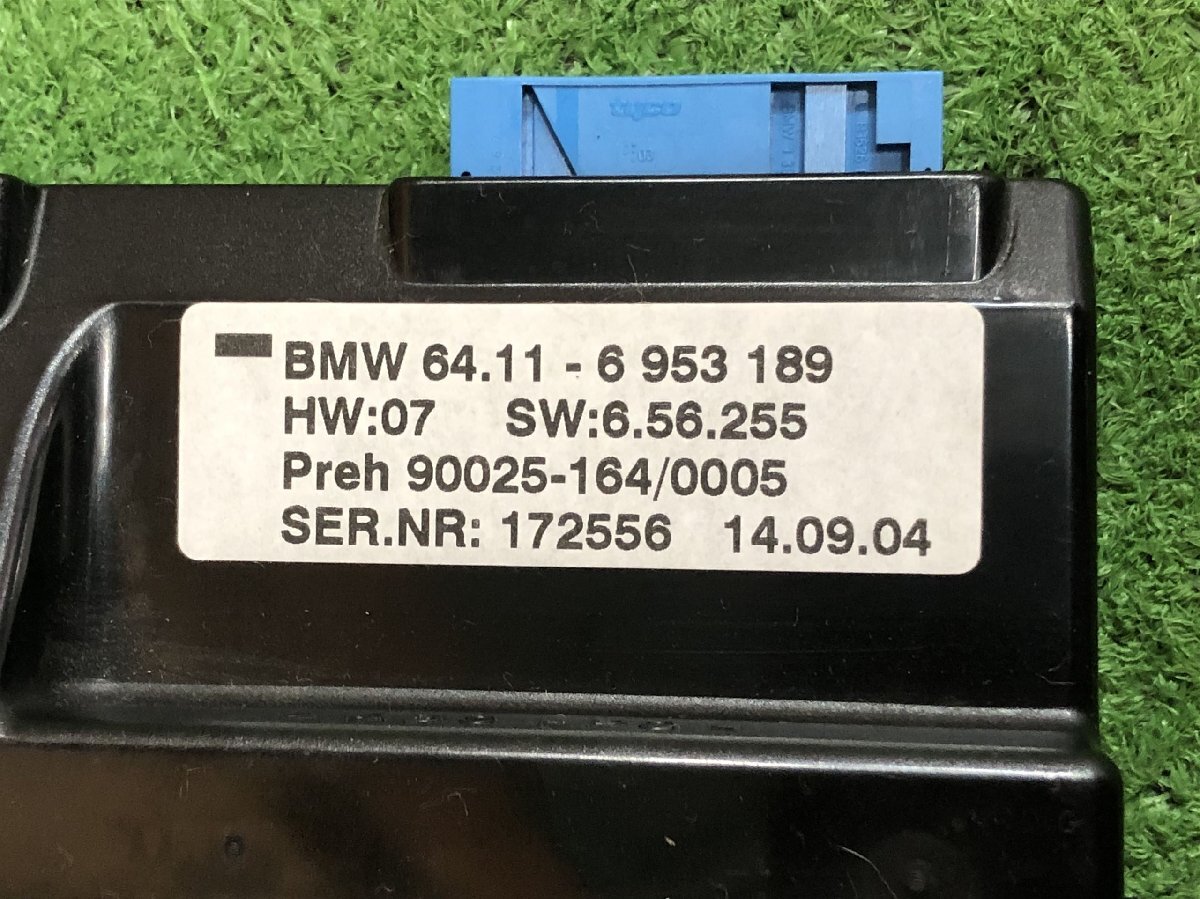 tyco
BMW 64.11 - 6 953 189
HW:07 SW:6.56.255
Preh 90025-164/0005
SER.NR: 172556 14.09.04